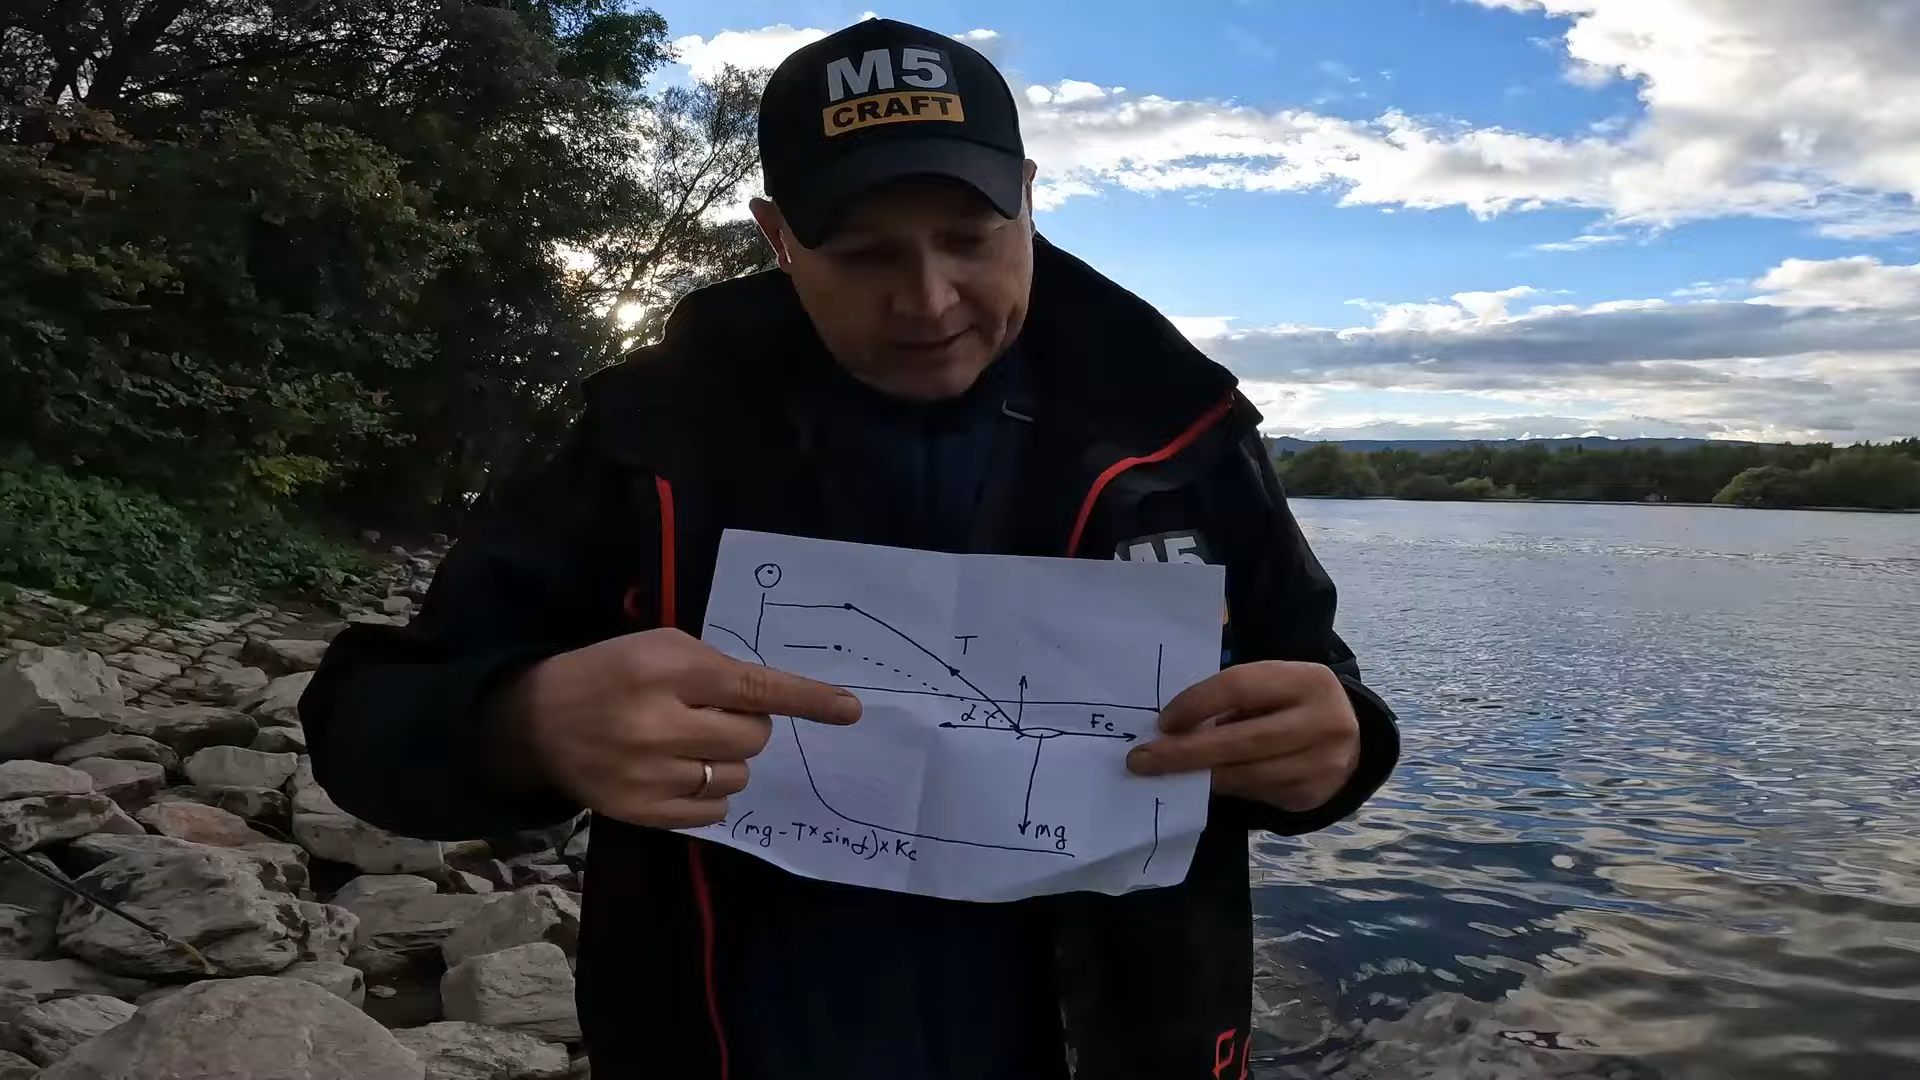 M5
CRAFT
M5
T
α
Fc
mg
= (mg - T x sinα) x Kc